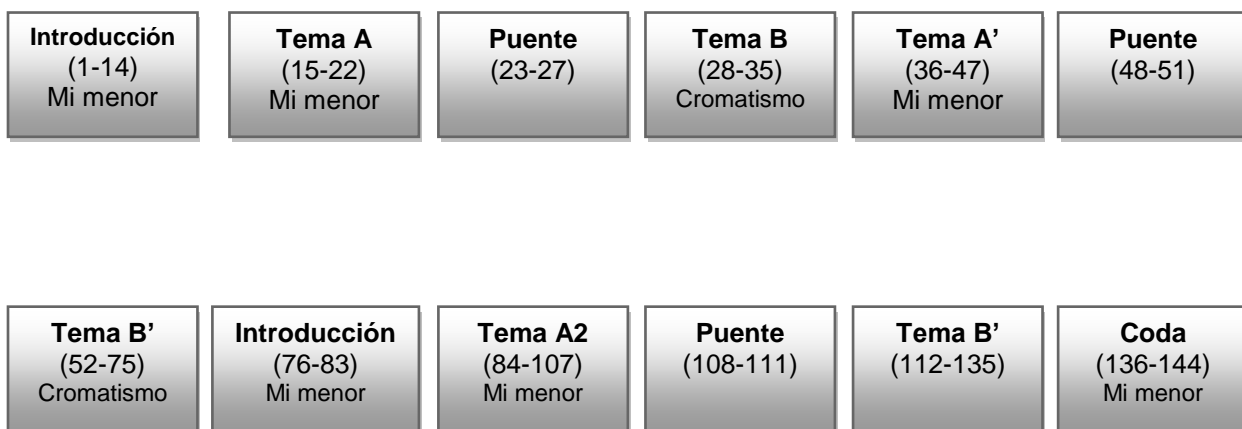 Introducción
(1-14)
Mi menor
Tema A
(15-22)
Mi menor
Puente
(23-27)
Tema B
(28-35)
Cromatismo
Tema A’
(36-47)
Mi menor
Puente
(48-51)
Tema B’
(52-75)
Cromatismo
Introducción
(76-83)
Mi menor
Tema A2
(84-107)
Mi menor
Puente
(108-111)
Tema B’
(112-135)
Coda
(136-144)
Mi menor